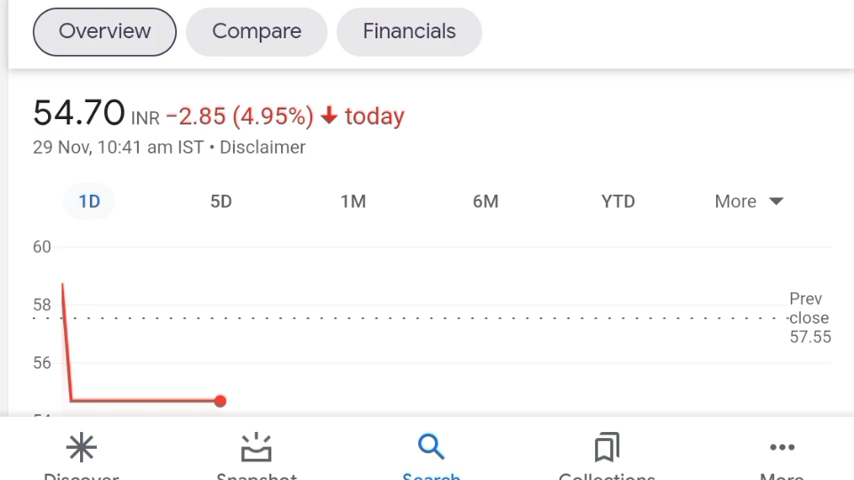 Overview Compare Financials
54.70 INR −2.85 (4.95%) today
29 Nov, 10:41 am IST • Disclaimer
1D 5D 1M 6M YTD More
60
58
56
54
Prev
close
57.55
Discover Snapshot Search Collections More